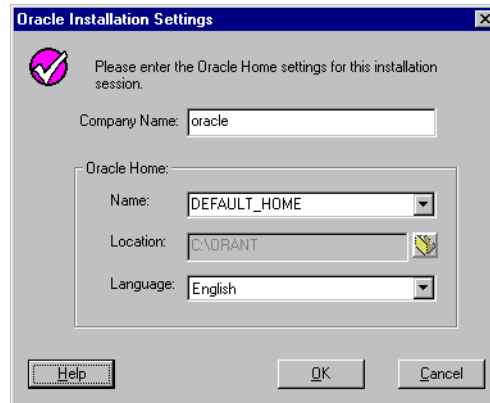 Oracle Installation Settings
Please enter the Oracle Home settings for this installation
session.
Company Name: oracle
Oracle Home:
Name: DEFAULT_HOME
Location: C:\ORANT
Language: English
Help OK Cancel